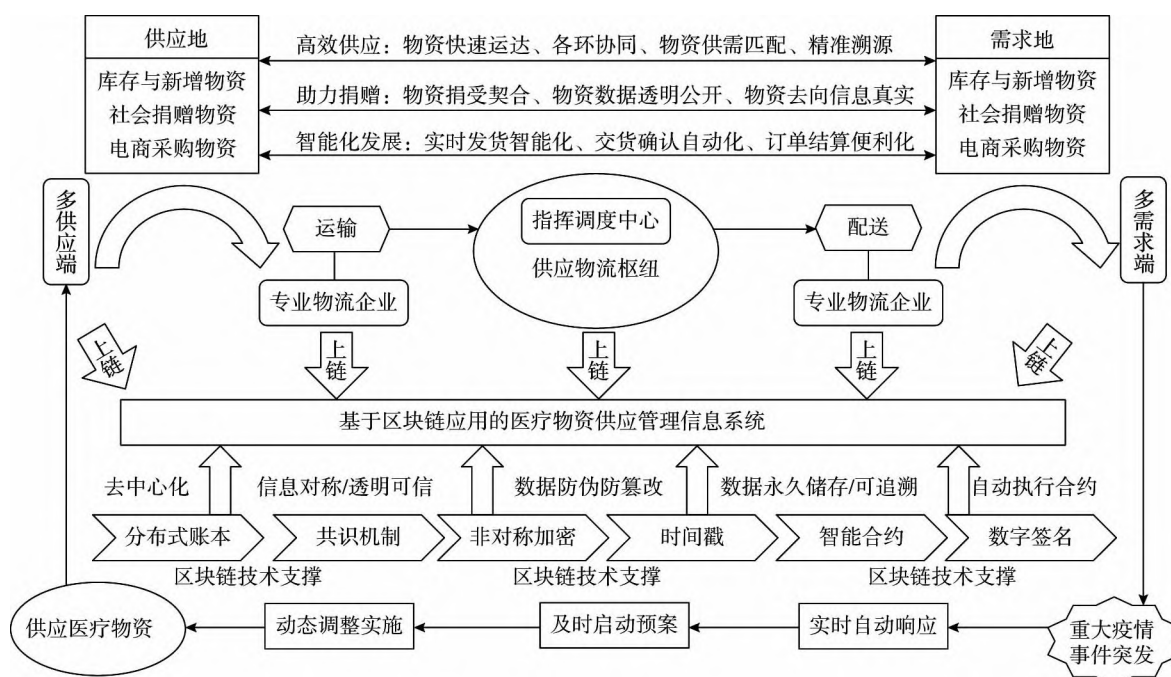 供应地
库存与新增物资
社会捐赠物资
电商采购物资
高效供应：物资快速运达、各环协同、物资供需匹配、精准溯源
助力捐赠：物资捐受契合、物资数据透明公开、物资去向信息真实
智能化发展：实时发货智能化、交货确认自动化、订单结算便利化
需求地
库存与新增物资
社会捐赠物资
电商采购物资
多供应端
运输
专业物流企业
指挥调度中心
供应物流枢纽
配送
专业物流企业
多需求端
上链
上链
上链
上链
上链
基于区块链应用的医疗物资供应管理信息系统
去中心化
信息对称/透明可信
数据防伪防篡改
数据永久储存/可追溯
自动执行合约
分布式账本
共识机制
非对称加密
时间戳
智能合约
数字签名
区块链技术支撑
区块链技术支撑
区块链技术支撑
供应医疗物资
动态调整实施
及时启动预案
实时自动响应
重大疫情
事件突发